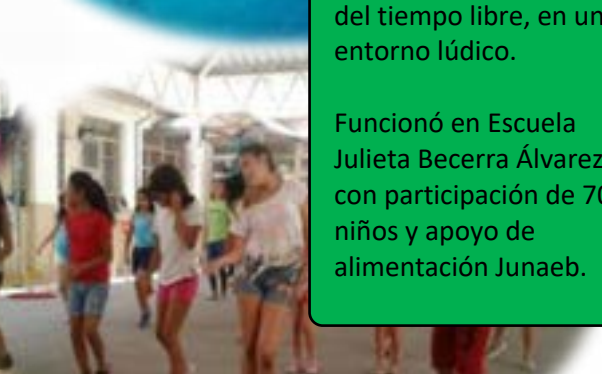 del tiempo libre, en un
entorno lúdico.
Funcionó en Escuela
Julieta Becerra Álvarez
con participación de 70
niños y apoyo de
alimentación Junaeb.